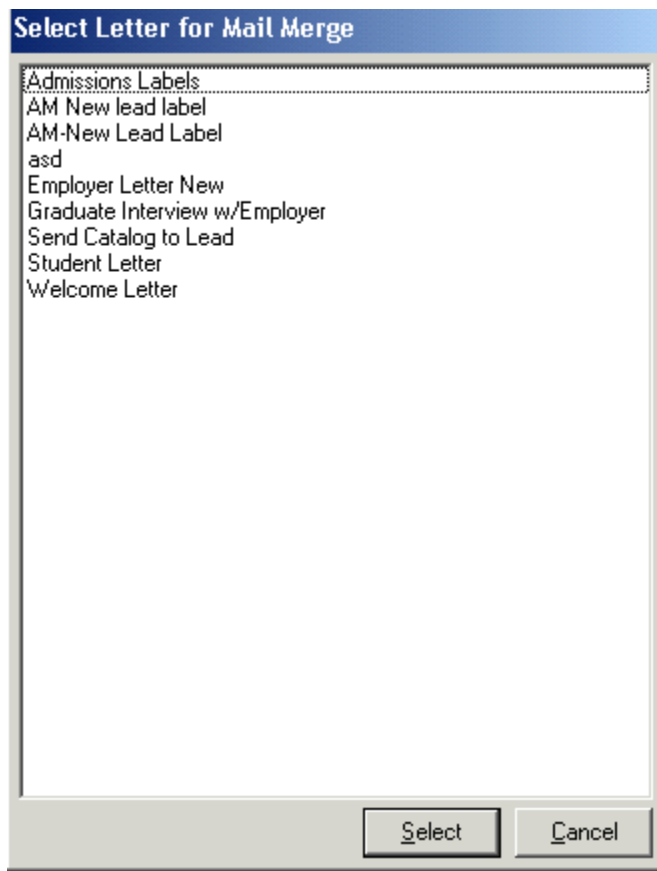 Select Letter for Mail Merge
Admissions Labels
AM New lead label
AM-New Lead Label
asd
Employer Letter New
Graduate Interview w/Employer
Send Catalog to Lead
Student Letter
Welcome Letter
Select Cancel